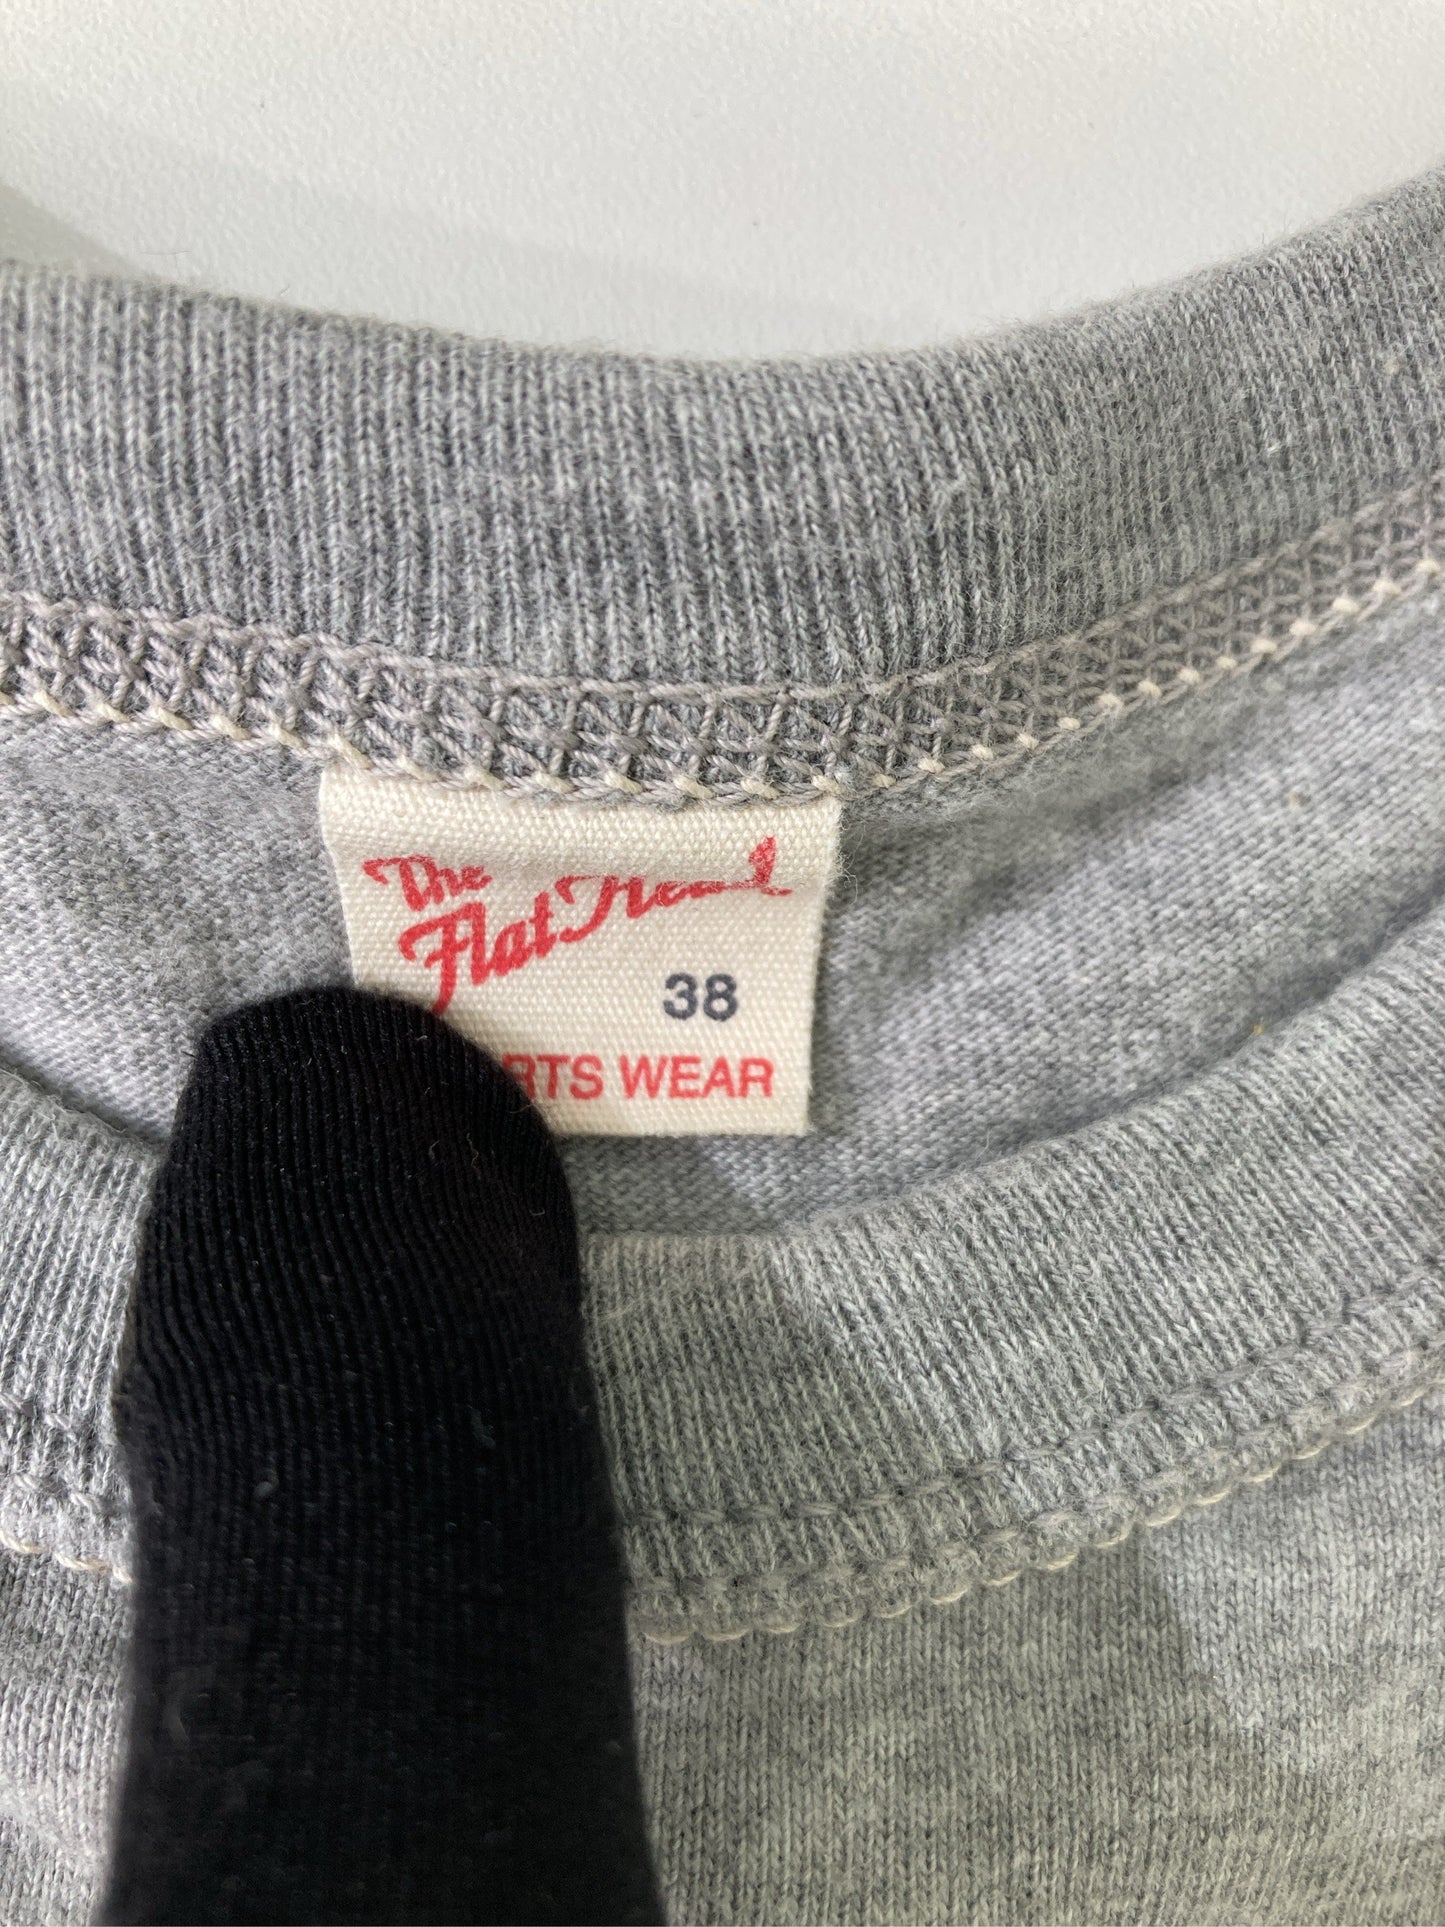 The
Flat Head
38
RTS WEAR